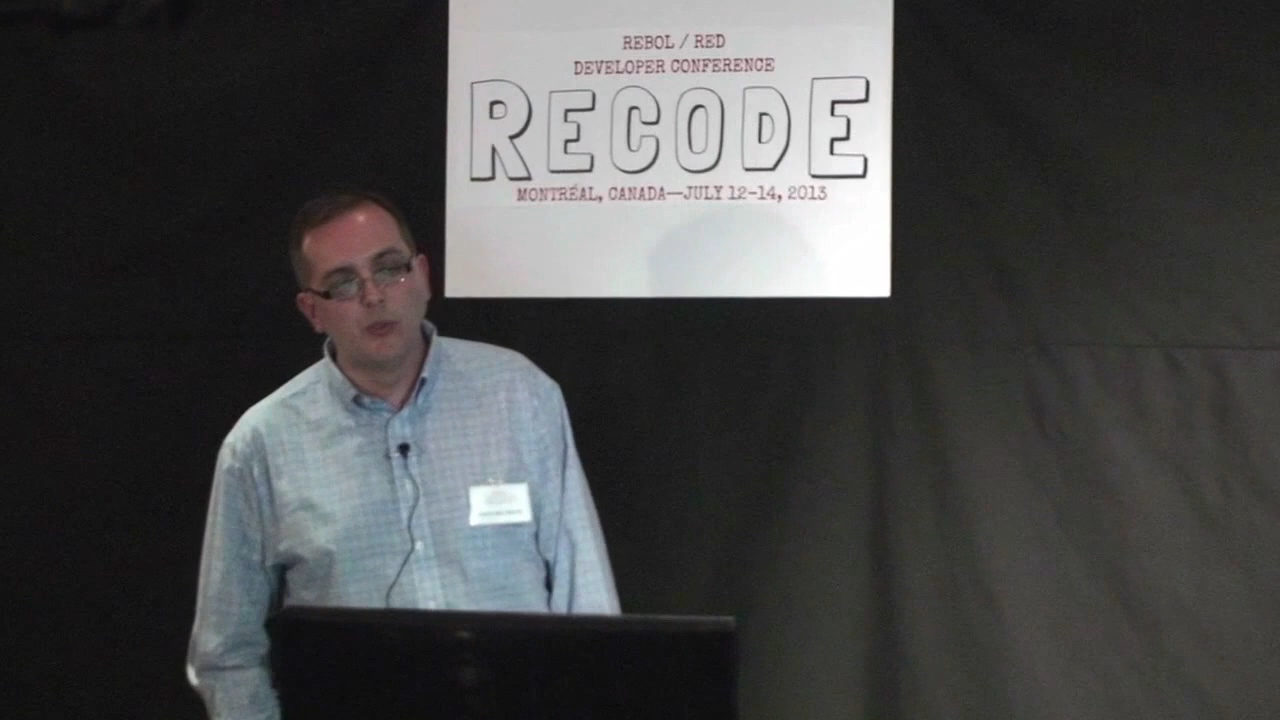 REBOL / RED
DEVELOPER CONFERENCE
RECODE
MONTRÉAL, CANADA—JULY 12-14, 2013